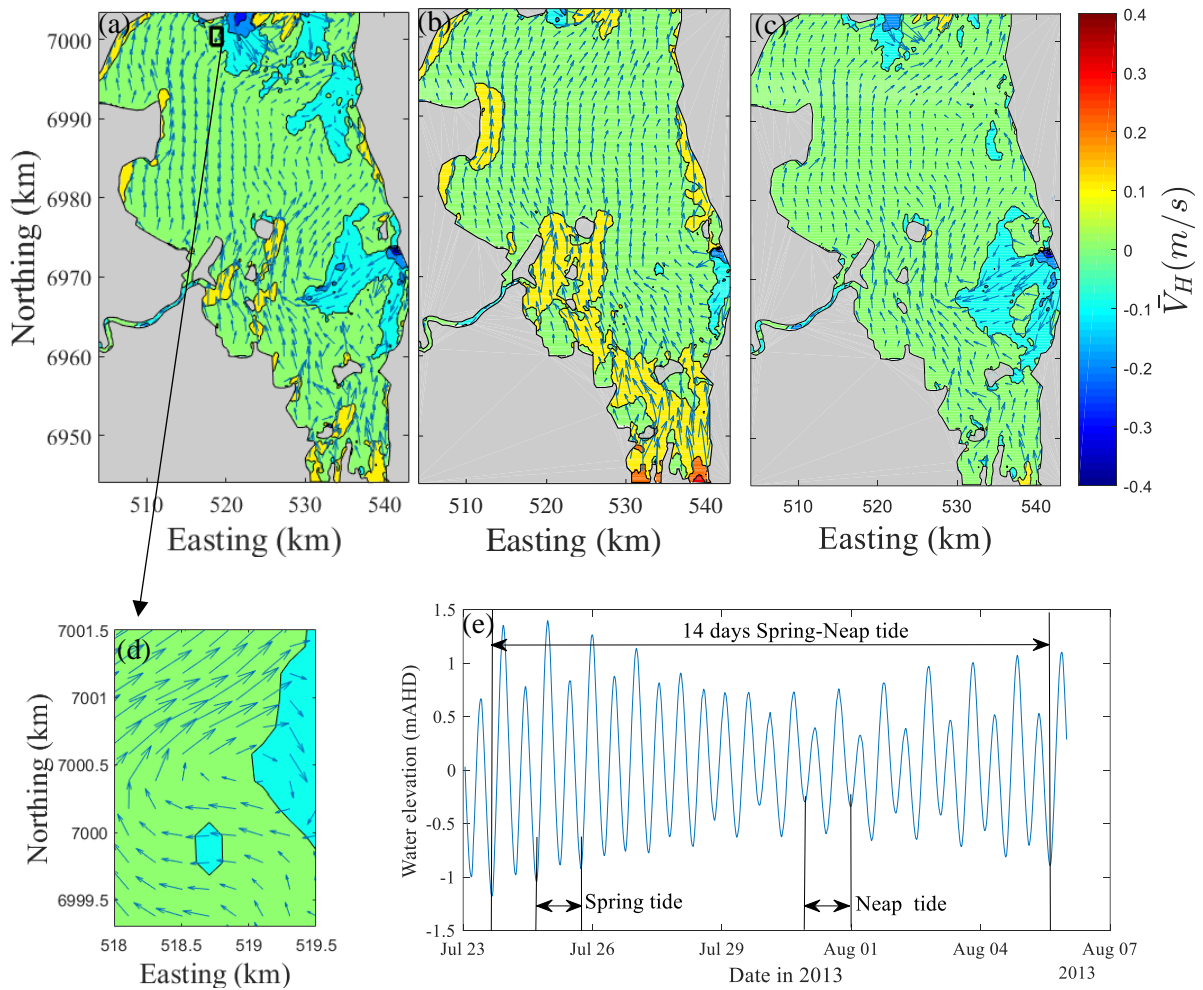 (a)
(b)
(c)
7000
6990
6980
6970
6960
6950
Northing (km)
510
520
530
540
Easting (km)
510
520
530
540
Easting (km)
510
520
530
540
Easting (km)
0.4
0.3
0.2
0.1
0
-0.1
-0.2
-0.3
-0.4
V̄_H (m/s)
(d)
7001.5
7001
7000.5
7000
6999.5
Northing (km)
518
518.5
519
519.5
Easting (km)
(e)
1.5
1
0.5
0
-0.5
-1
-1.5
Water elevation (mAHD)
14 days Spring-Neap tide
Spring tide
Neap tide
Jul 23
Jul 26
Jul 29
Aug 01
Aug 04
Aug 07
Date in 2013
2013